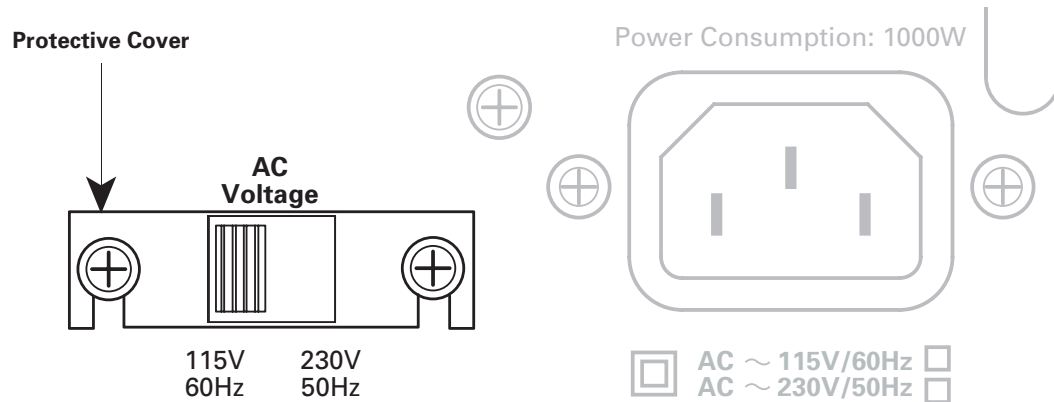 Protective Cover
Power Consumption: 1000W
AC
Voltage
115V 230V
60Hz 50Hz
AC ~ 115V/60Hz
AC ~ 230V/50Hz